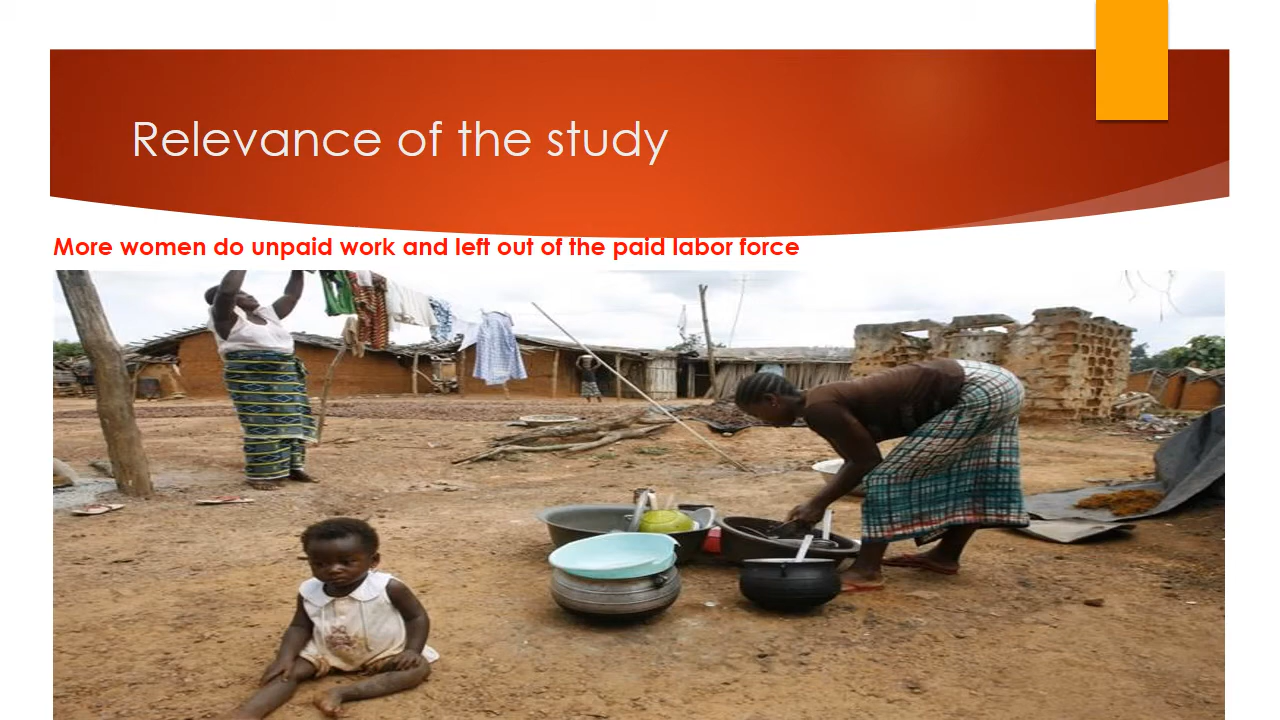 Relevance of the study
More women do unpaid work and left out of the paid labor force